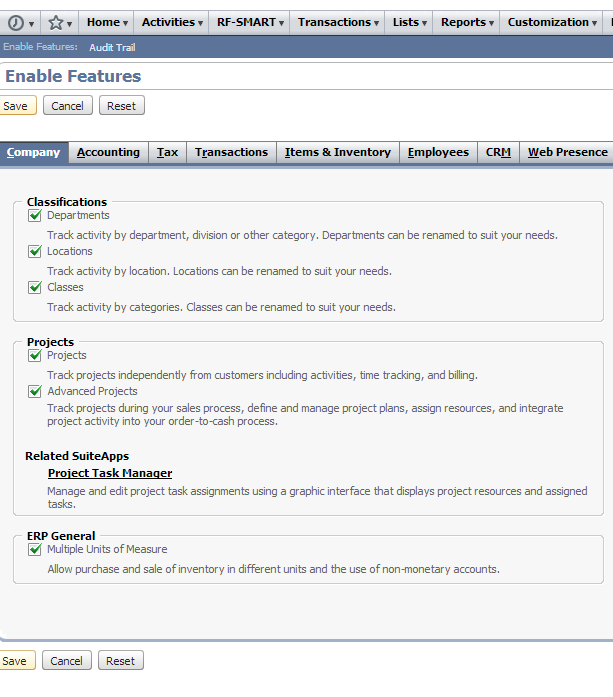 Home Activities RF-SMART Transactions Lists Reports Customization
Enable Features: Audit Trail
Enable Features
Save Cancel Reset
Company Accounting Tax Transactions Items & Inventory Employees CRM Web Presence
Classifications
Departments
Track activity by department, division or other category. Departments can be renamed to suit your needs.
Locations
Track activity by location. Locations can be renamed to suit your needs.
Classes
Track activity by categories. Classes can be renamed to suit your needs.
Projects
Projects
Track projects independently from customers including activities, time tracking, and billing.
Advanced Projects
Track projects during your sales process, define and manage project plans, assign resources, and integrate
project activity into your order-to-cash process.
Related SuiteApps
Project Task Manager
Manage and edit project task assignments using a graphic interface that displays project resources and assigned
tasks.
ERP General
Multiple Units of Measure
Allow purchase and sale of inventory in different units and the use of non-monetary accounts.
Save Cancel Reset